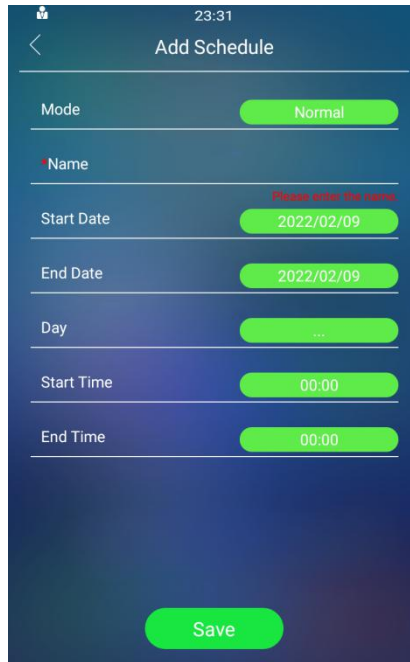 23:31
Add Schedule
Mode Normal
*Name
Please enter the name.
Start Date 2022/02/09
End Date 2022/02/09
Day ...
Start Time 00:00
End Time 00:00
Save